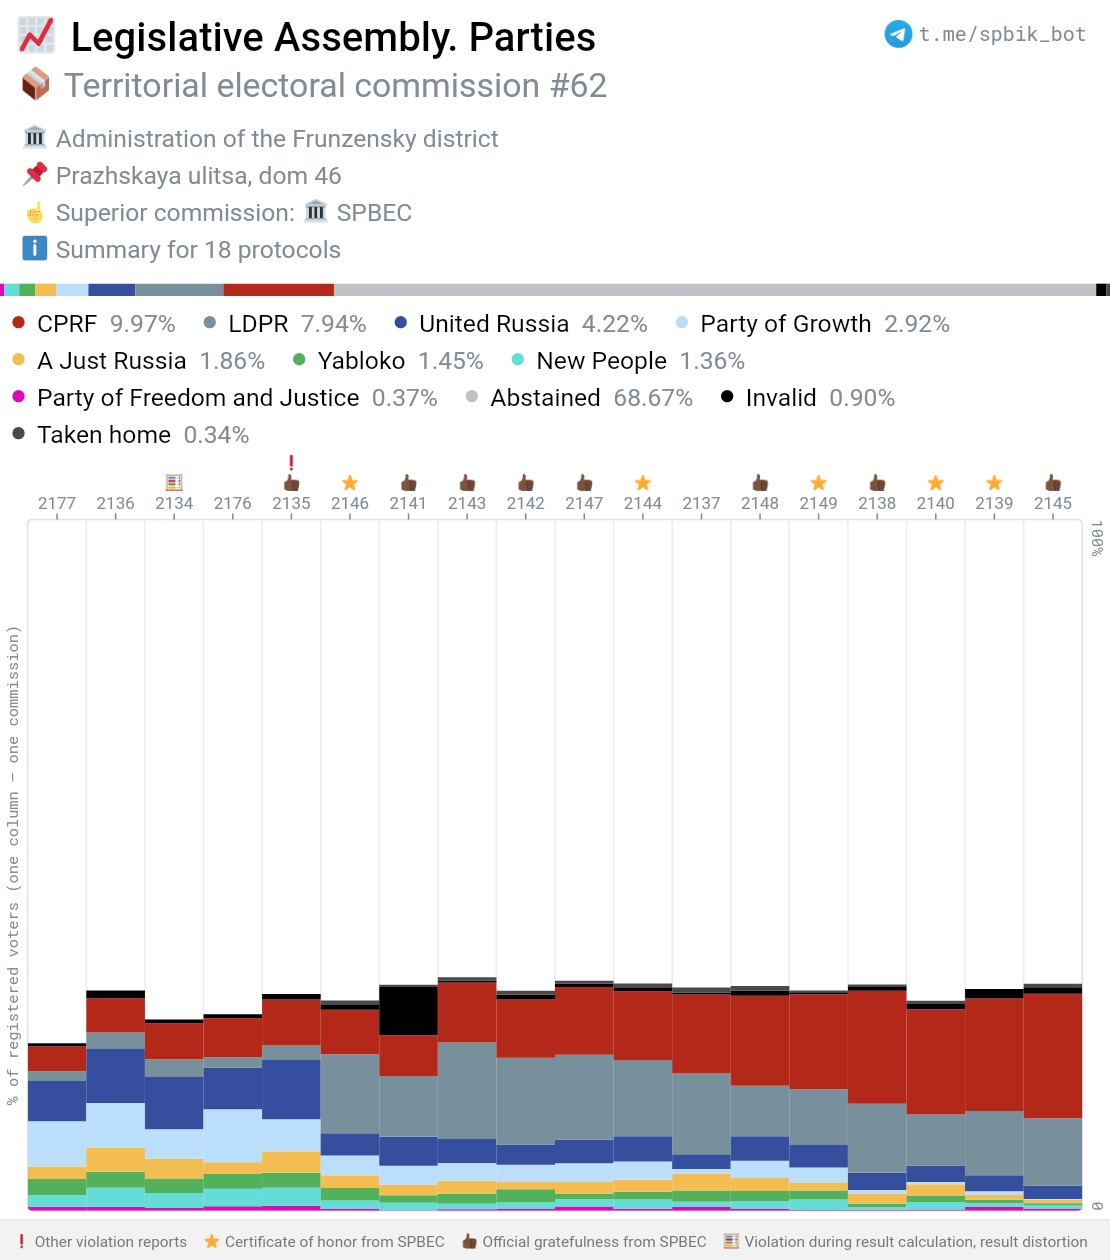 Legislative Assembly. Parties
t.me/spbik_bot
Territorial electoral commission #62
Administration of the Frunzensky district
Prazhskaya ulitsa, dom 46
Superior commission: SPBEC
Summary for 18 protocols
CPRF 9.97% LDPR 7.94% United Russia 4.22% Party of Growth 2.92%
A Just Russia 1.86% Yabloko 1.45% New People 1.36%
Party of Freedom and Justice 0.37% Abstained 68.67% Invalid 0.90%
Taken home 0.34%
2177 2136 2134 2176 2135 2146 2141 2143 2142 2147 2144 2137 2148 2149 2138 2140 2139 2145
100%
% of registered voters (one column – one commission)
0
Other violation reports Certificate of honor from SPBEC Official gratefulness from SPBEC Violation during result calculation, result distortion